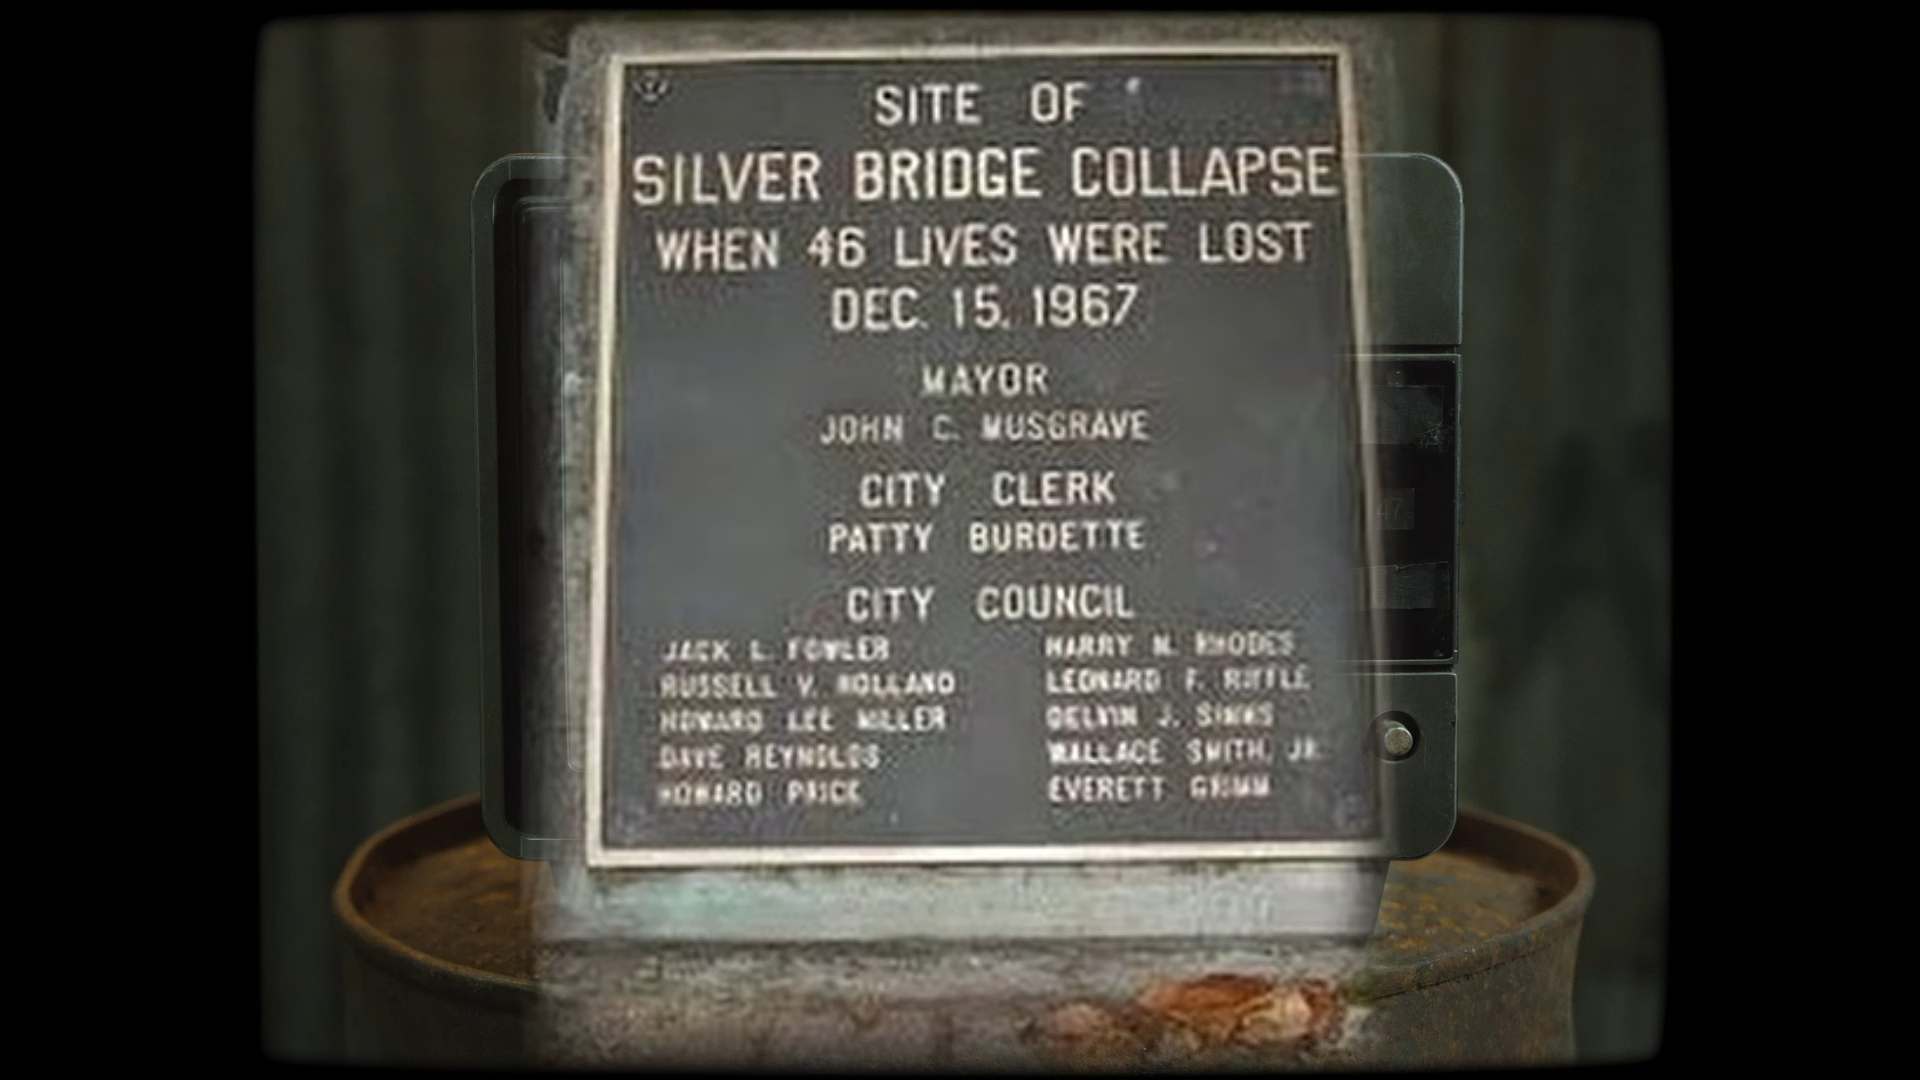 SITE OF
SILVER BRIDGE COLLAPSE
WHEN 46 LIVES WERE LOST
DEC. 15, 1967
MAYOR
JOHN C. MUSGRAVE
CITY CLERK
PATTY BURDETTE
CITY COUNCIL
JACK L. FOWLER HARRY N. RHODES
RUSSELL V. HOLLAND LEONARD F. RIFFLE
HOWARD LEE MILLER DELVIN J. SIMMS
DAVE REYNOLDS WALLACE SMITH, JR.
HOWARD PRICE EVERETT GRIMM